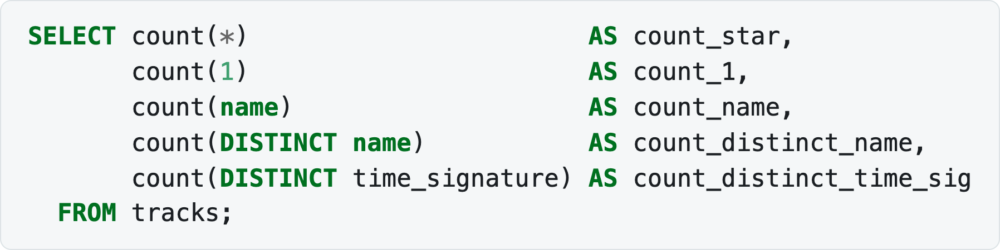 SELECT count(*)                       AS count_star,
       count(1)                       AS count_1,
       count(name)                    AS count_name,
       count(DISTINCT name)           AS count_distinct_name,
       count(DISTINCT time_signature) AS count_distinct_time_sig
  FROM tracks;